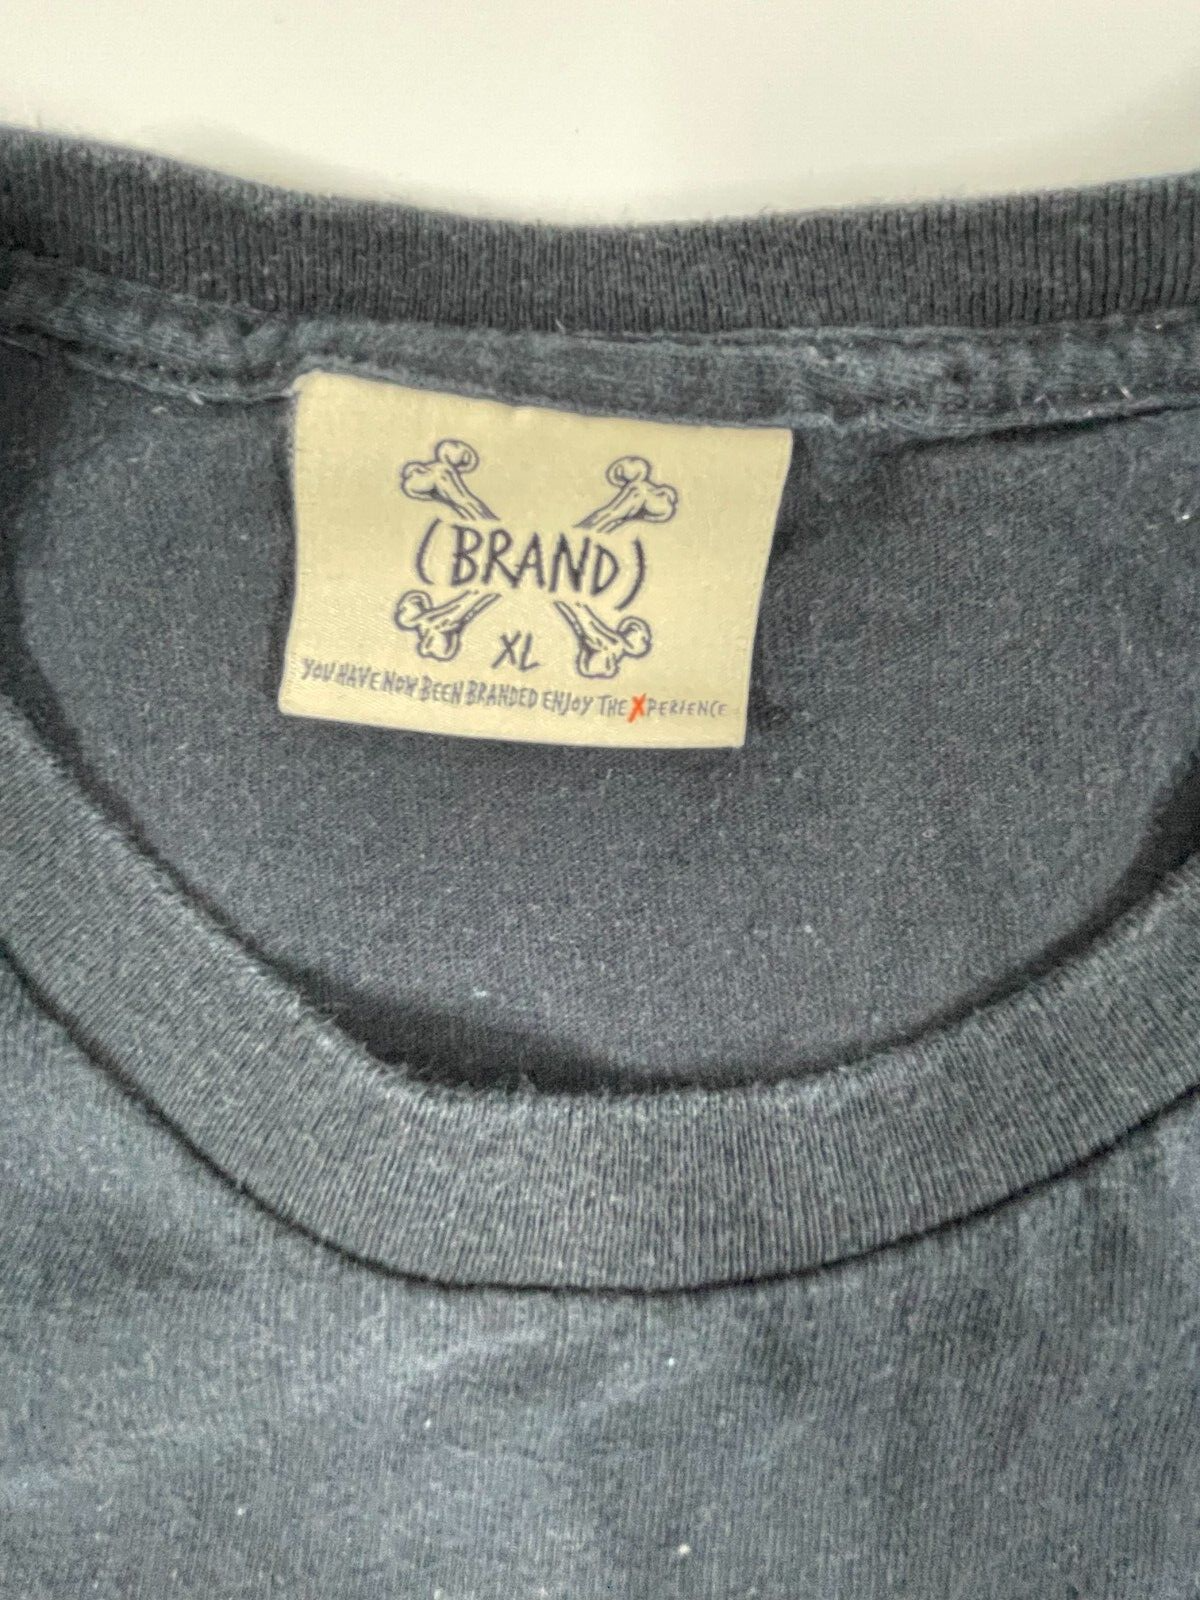 (BRAND)
XL
YOU HAVE NOW BEEN BRANDED ENJOY THE XPERIENCE